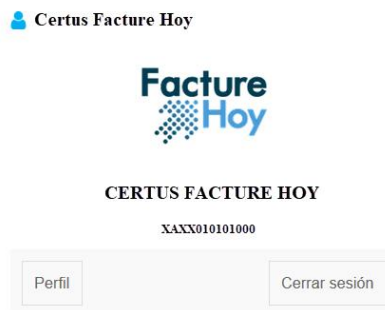 Certus Facture Hoy
Facture
Hoy
CERTUS FACTURE HOY
XAXX010101000
Perfil
Cerrar sesión